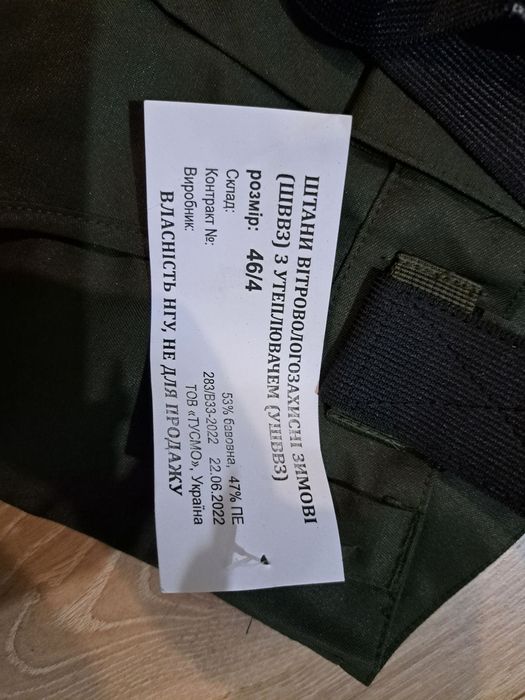 ШТАНИ ВІТРОВОЛОГОЗАХИСНІ ЗИМОВІ
(ШВВЗ) З УТЕПЛЮВАЧЕМ (УШВВЗ)
розмір: 46/4
Склад: 53% бавовна, 47% ПЕ
Контракт №: 283/ВЗЗ-2022 22.06.2022
Виробник: ТОВ «ТУСМО», Україна
ВЛАСНІСТЬ НГУ, НЕ ДЛЯ ПРОДАЖУ